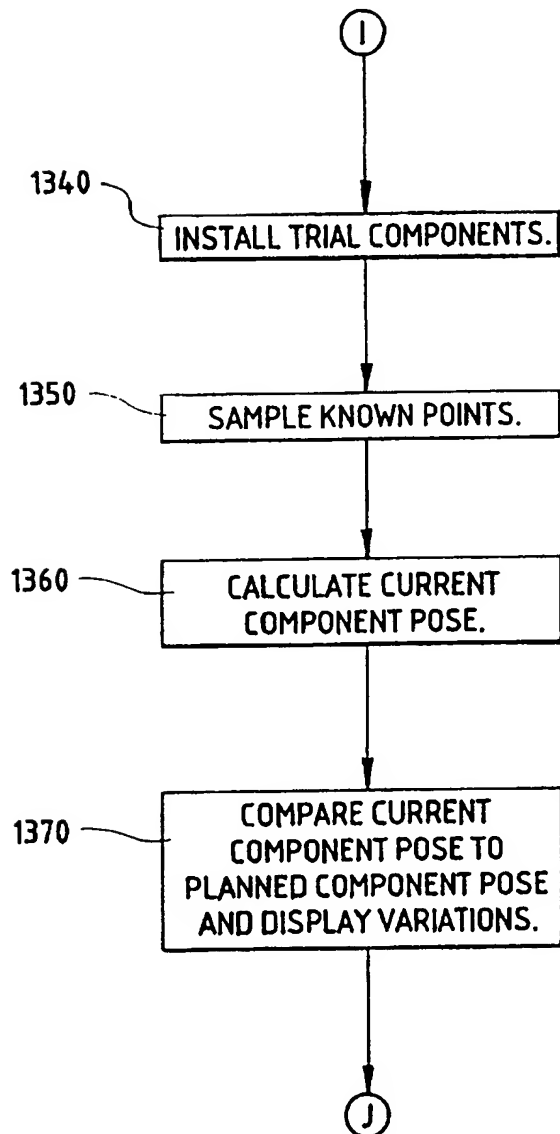 I
1340
INSTALL TRIAL COMPONENTS.
1350
SAMPLE KNOWN POINTS.
1360
CALCULATE CURRENT
COMPONENT POSE.
1370
COMPARE CURRENT
COMPONENT POSE TO
PLANNED COMPONENT POSE
AND DISPLAY VARIATIONS.
J